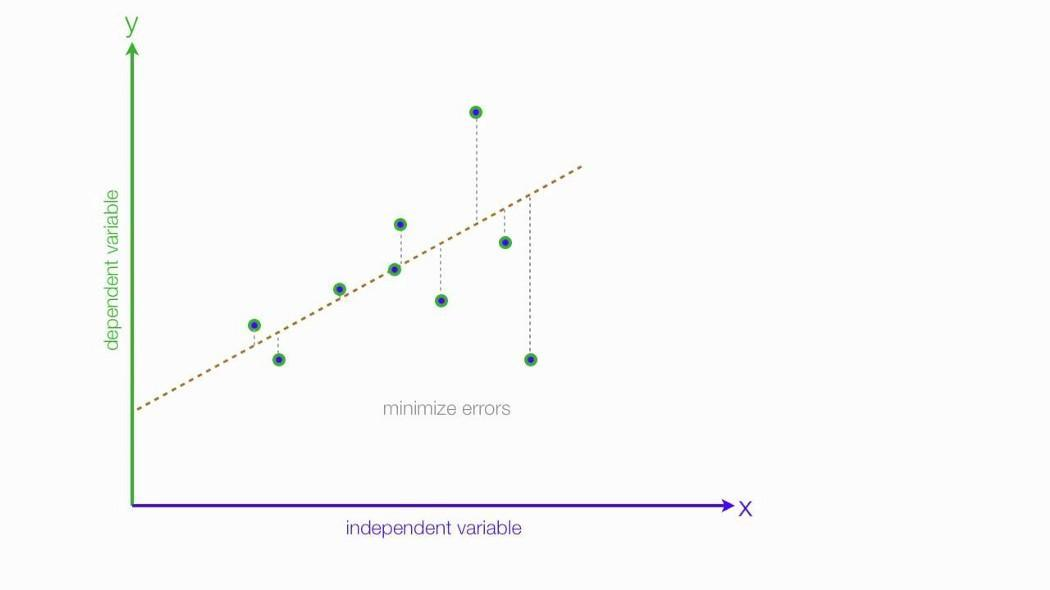 y
dependent variable
minimize errors
x
independent variable